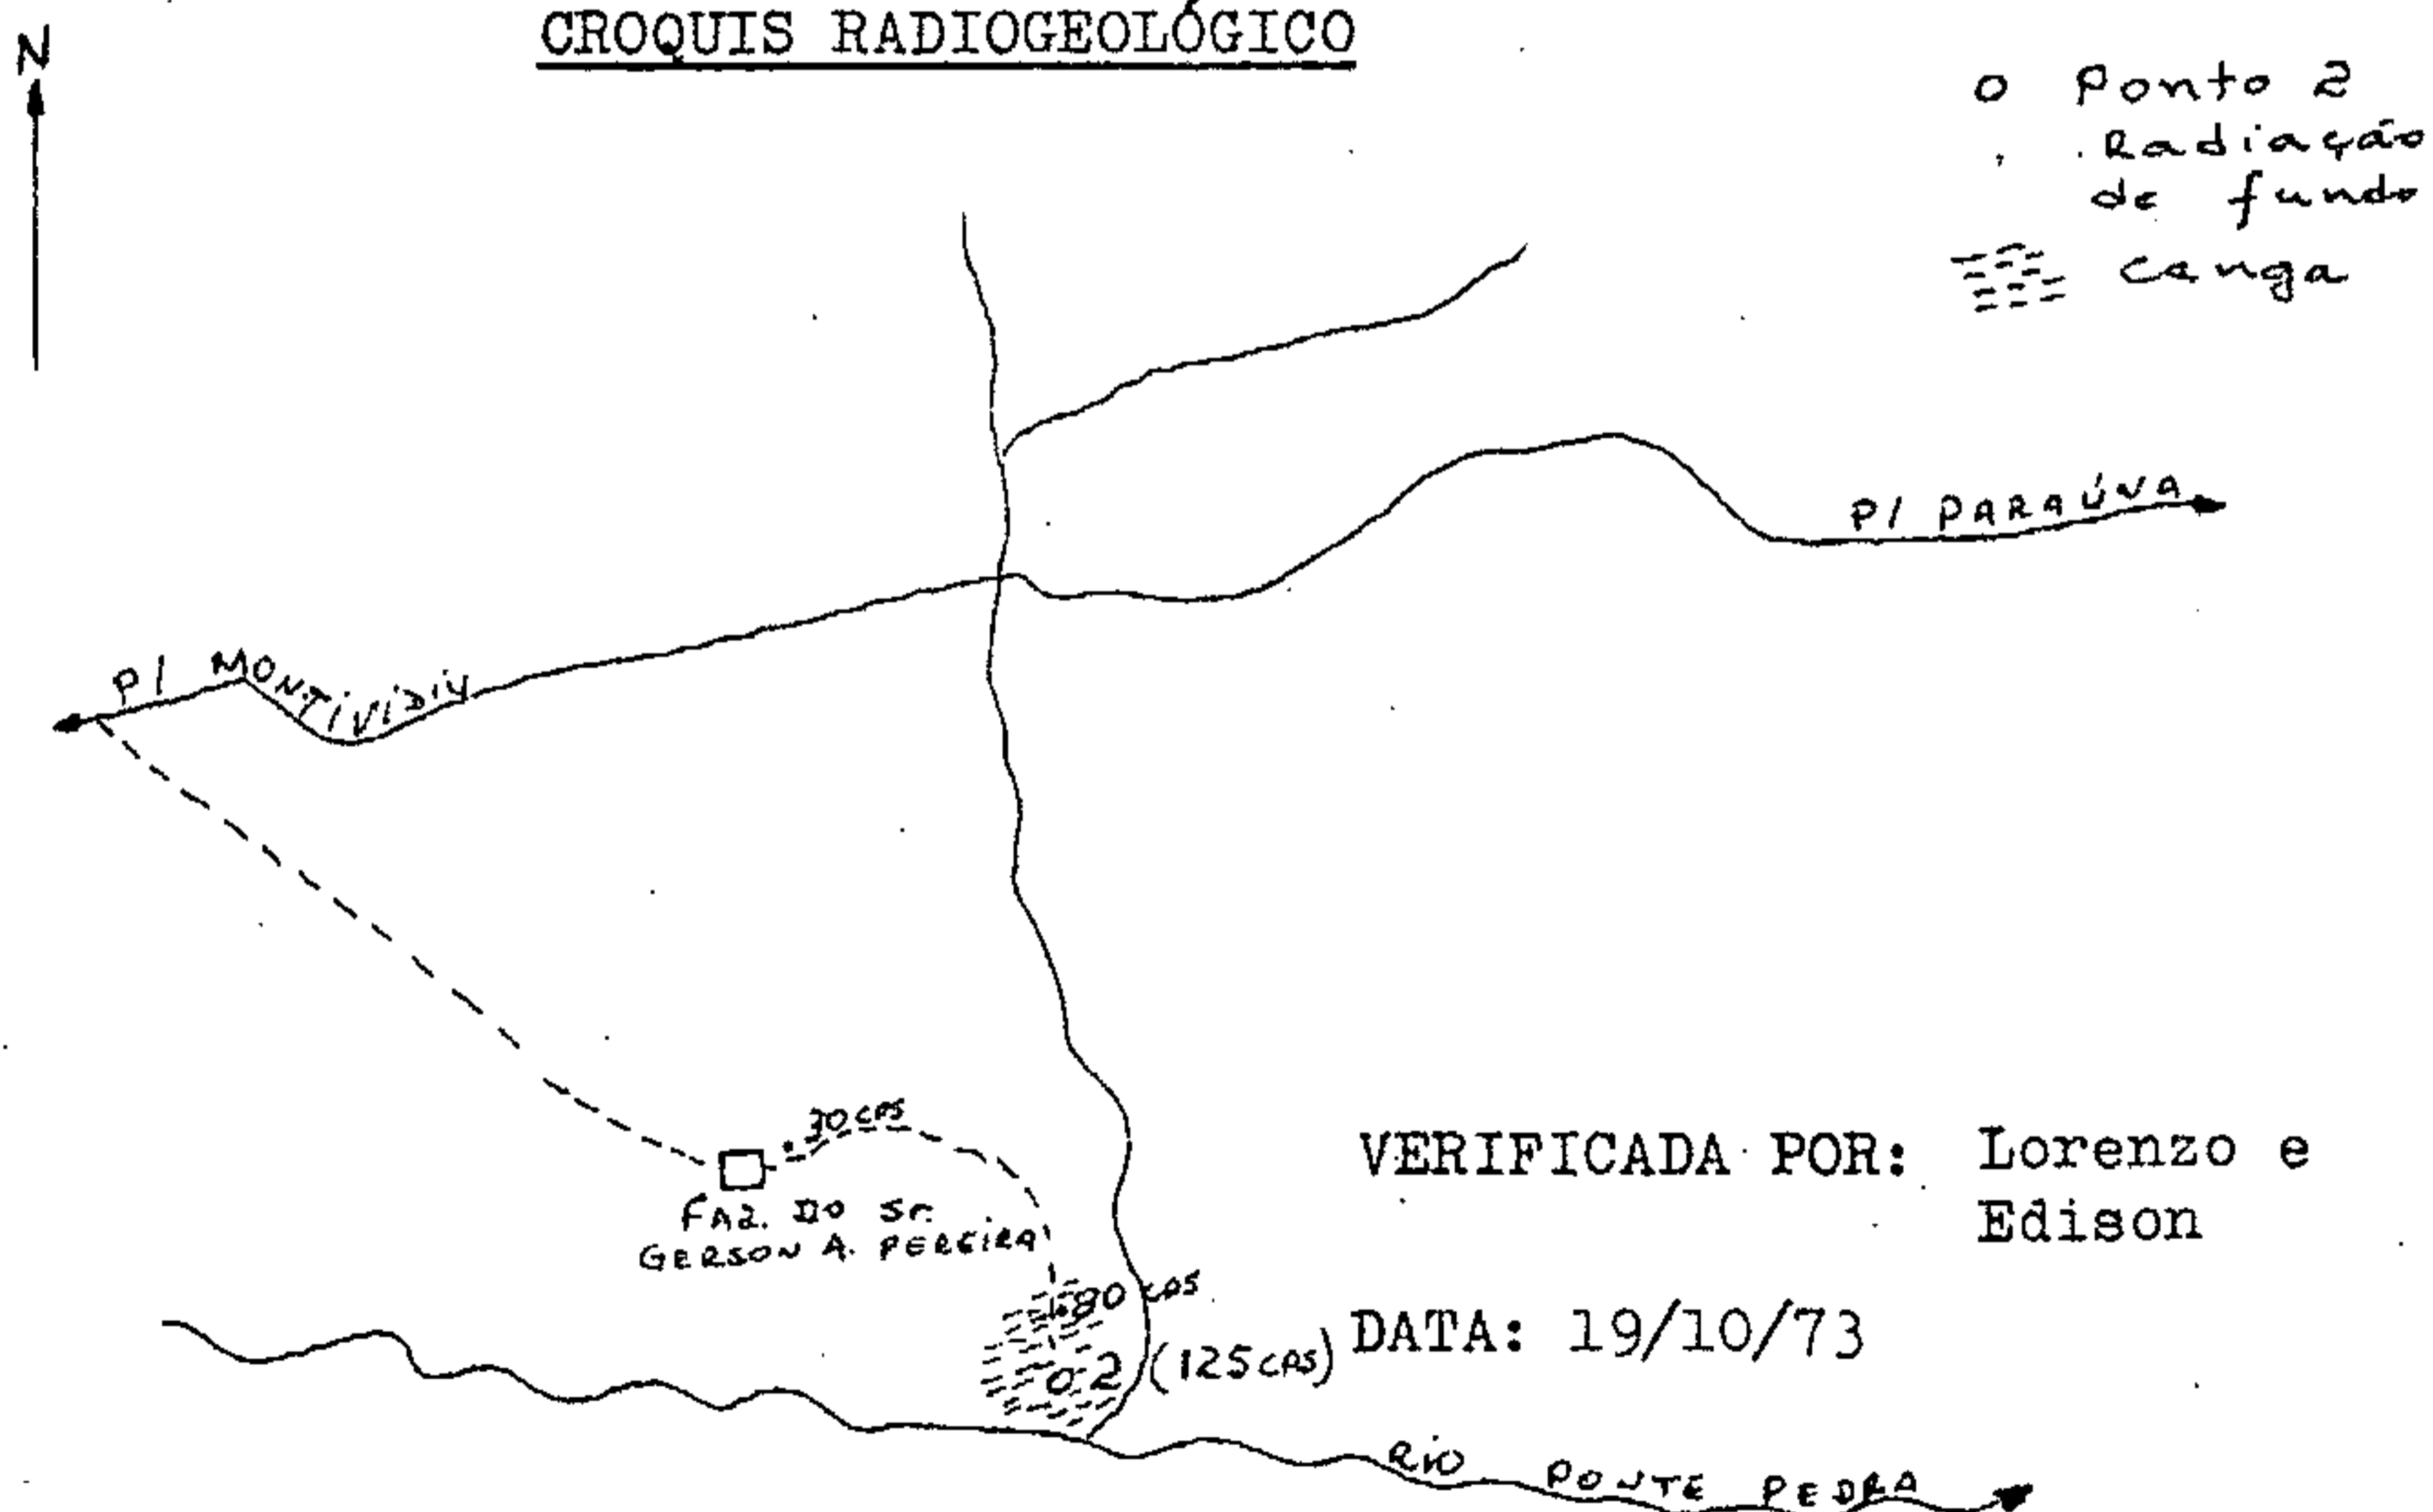 CROQUIS RADIOGEOLÓGICO
N
o Ponto 2
. Radiação
de fundo
canga
P/ PARAÚNA
P/ MONTIVIDIU
30 CPS
FAZ. DO Sr.
GERSON A. PEREIRA
80 CPS
o 2 (125 CPS)
VERIFICADA POR: Lorenzo e
Edison
DATA: 19/10/73
RIO PONTE PEDRA